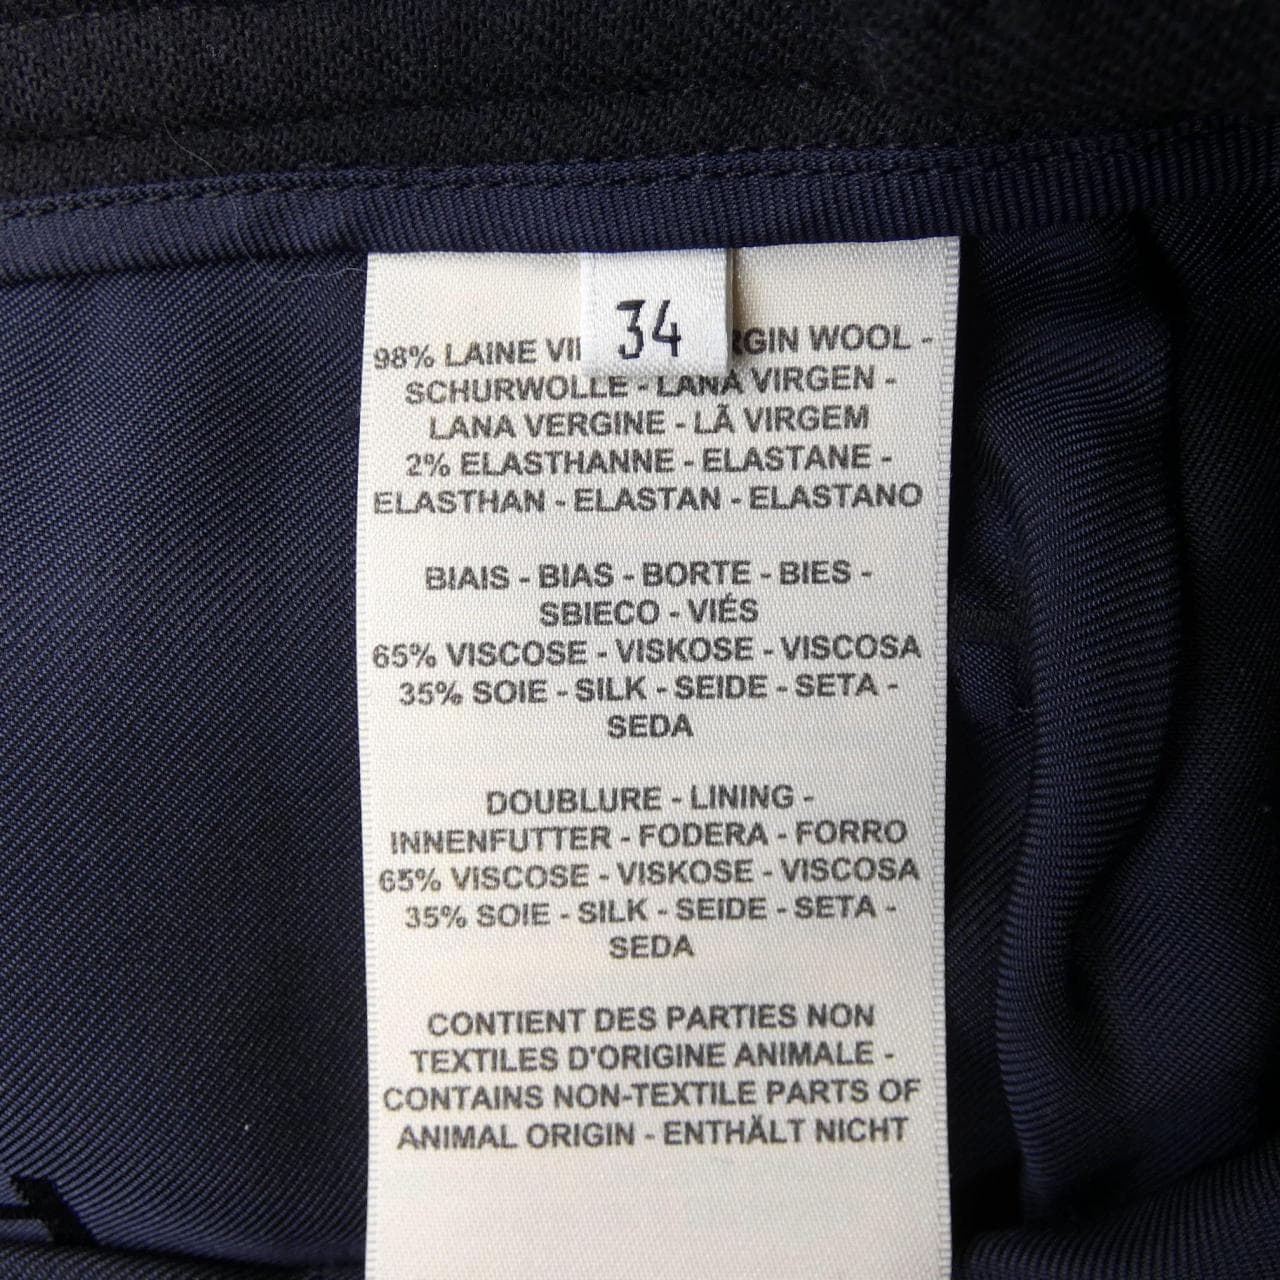 34
98% LAINE WOOL -
SCHURWOLLE - LANA VIRGEN -
LANA VERGINE - LÃ VIRGEM
2% ELASTHANNE - ELASTANE -
ELASTHAN - ELASTAN - ELASTANO
BIAIS - BIAS - BORTE - BIES -
SBIECO - VIÉS
65% VISCOSE - VISKOSE - VISCOSA
35% SOIE - SILK - SEIDE - SETA -
SEDA
DOUBLURE - LINING -
INNENFUTTER - FODERA - FORRO
65% VISCOSE - VISKOSE - VISCOSA
35% SOIE - SILK - SEIDE - SETA -
SEDA
CONTIENT DES PARTIES NON
TEXTILES D'ORIGINE ANIMALE -
CONTAINS NON-TEXTILE PARTS OF
ANIMAL ORIGIN - ENTHÄLT NICHT